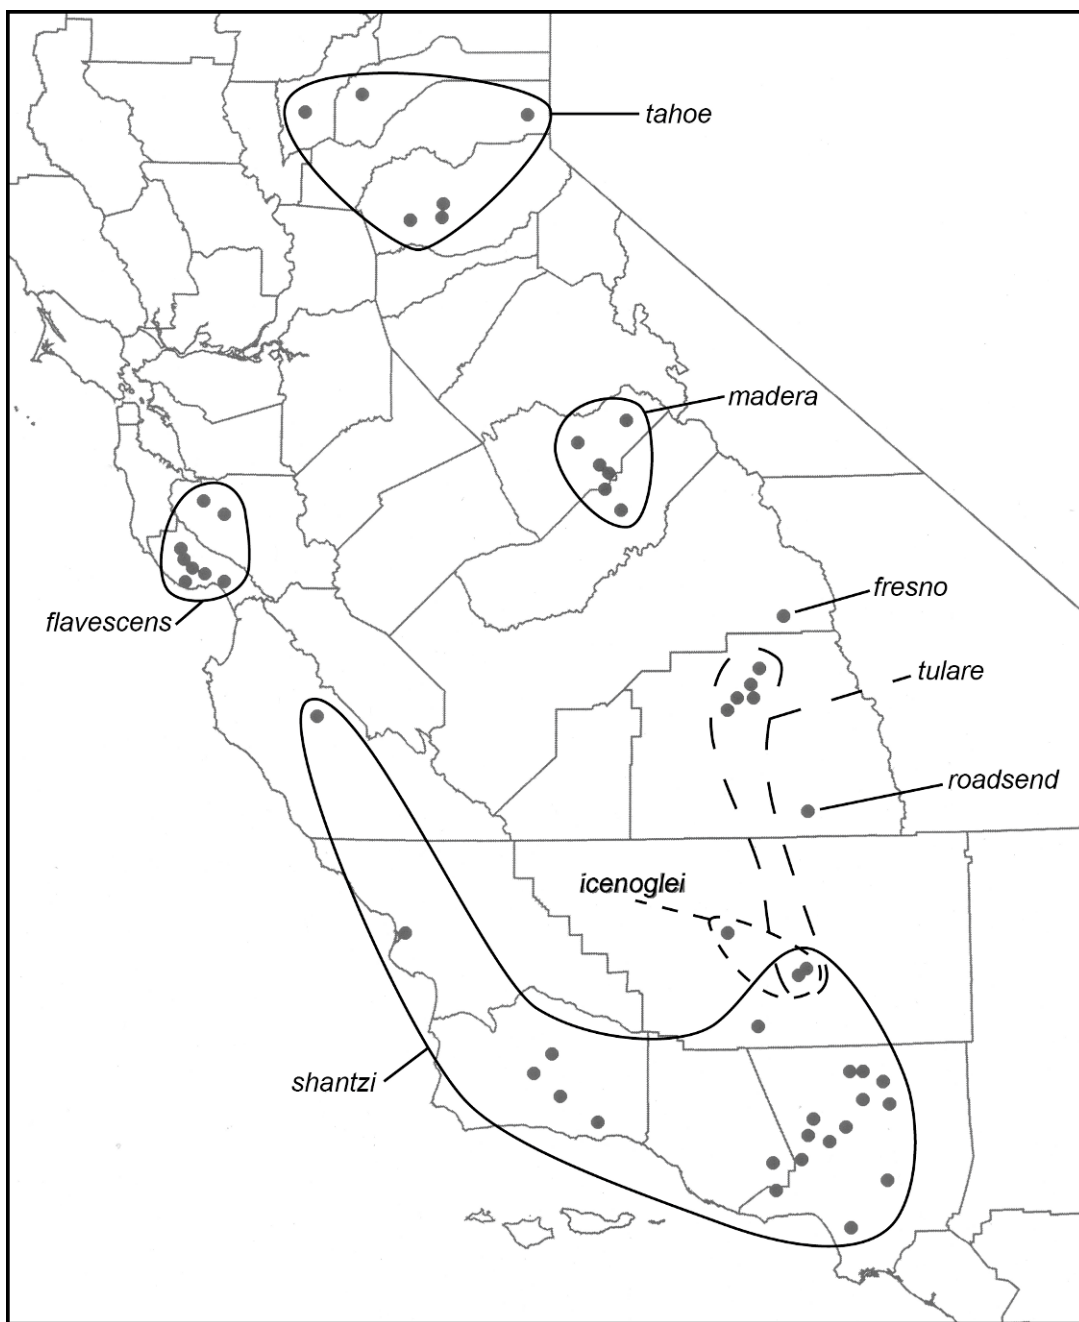 tahoe
madera
fresno
flavescens
tulare
roadsend
icenoglei
shantzi